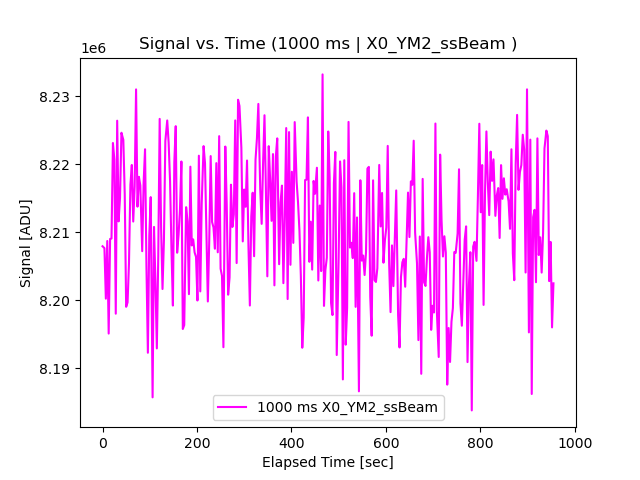 Signal vs. Time (1000 ms | X0_YM2_ssBeam )
1e6
8.23
8.22
8.21
8.20
8.19
Signal [ADU]
1000 ms X0_YM2_ssBeam
0 200 400 600 800 1000
Elapsed Time [sec]